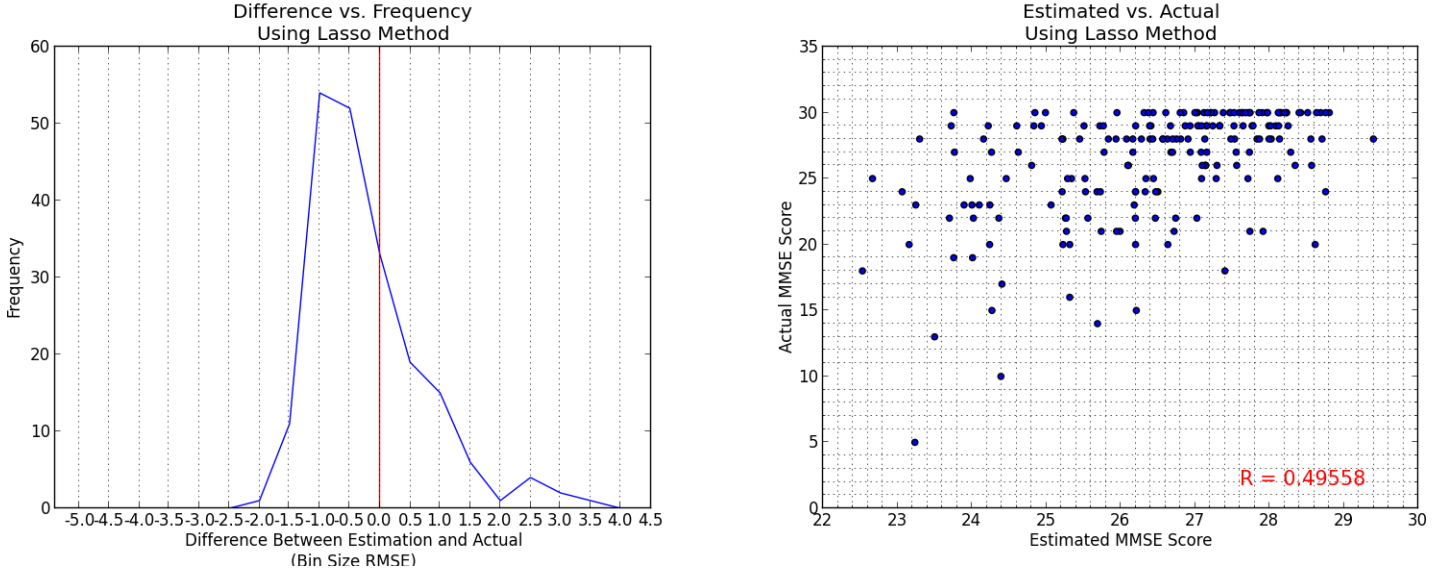 Difference vs. Frequency
Using Lasso Method
60
50
40
30
20
10
0
Frequency
-5.0 -4.5 -4.0 -3.5 -3.0 -2.5 -2.0 -1.5 -1.0 -0.5 0.0 0.5 1.0 1.5 2.0 2.5 3.0 3.5 4.0 4.5
Difference Between Estimation and Actual
(Bin Size RMSE)
Estimated vs. Actual
Using Lasso Method
35
30
25
20
15
10
5
0
Actual MMSE Score
R = 0.49558
22 23 24 25 26 27 28 29 30
Estimated MMSE Score